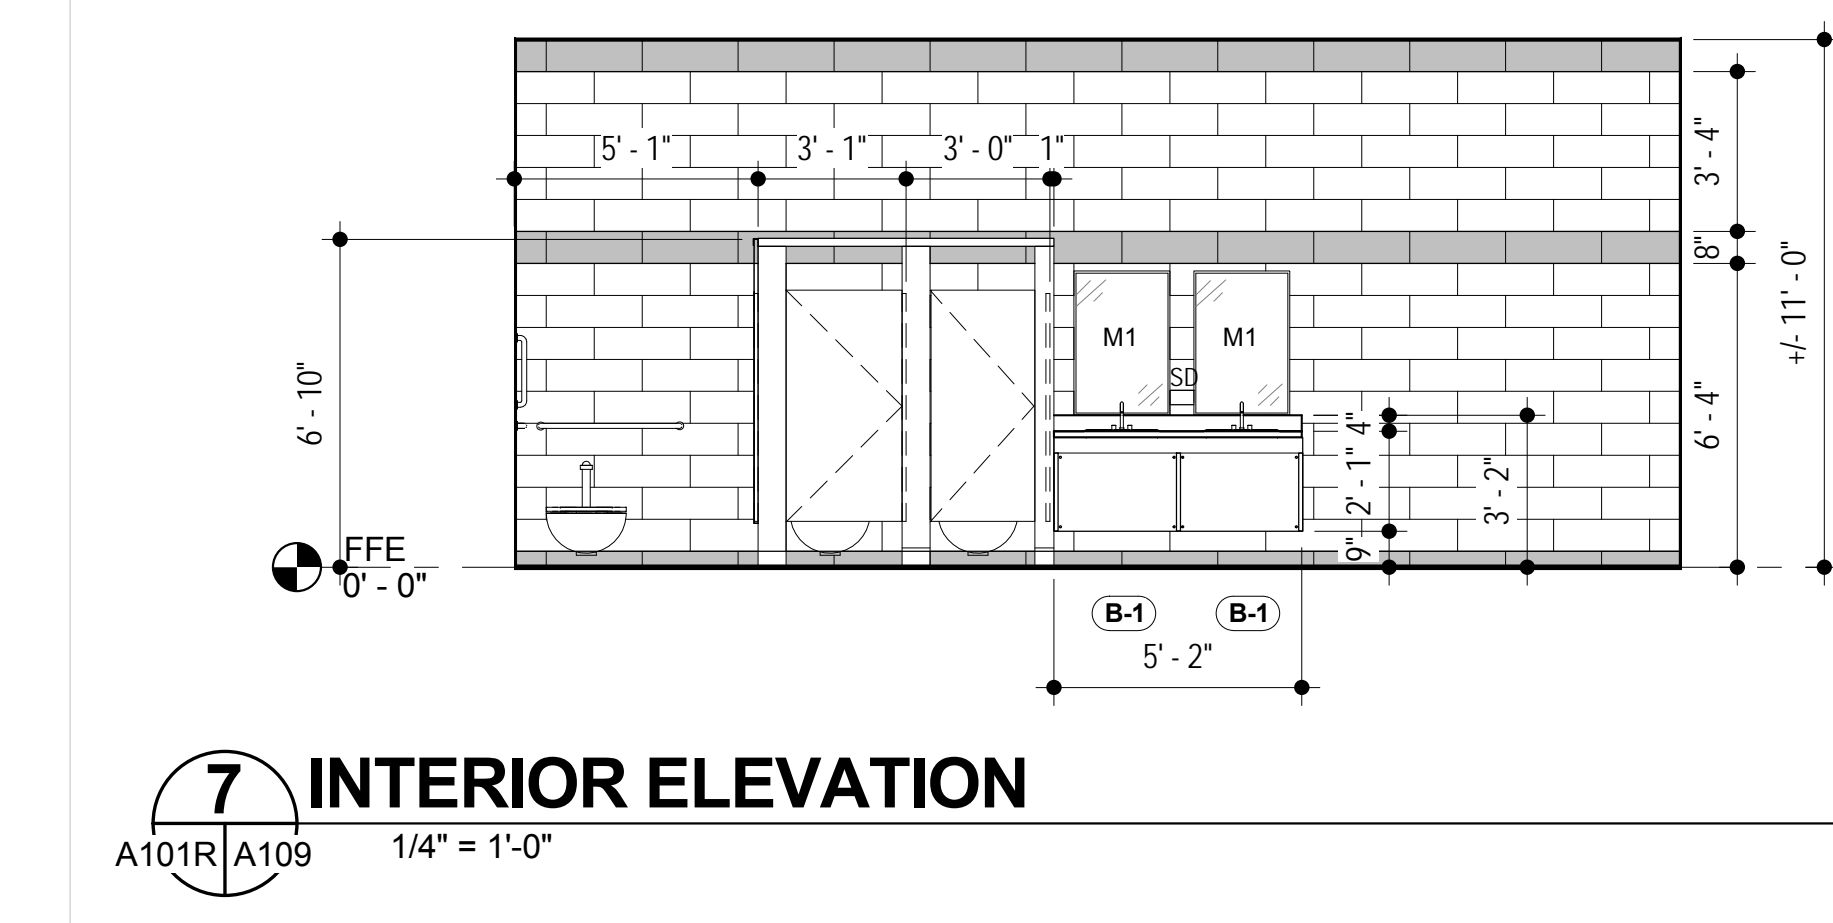 5' - 1"
3' - 1"
3' - 0"
1"
3' - 4"
8"
+/- 11' - 0"
6' - 10"
M1
M1
SD
6' - 4"
4"
2' - 1"
3' - 2"
9"
FFE
0' - 0"
B-1
B-1
5' - 2"
7
INTERIOR ELEVATION
A101R
A109
1/4" = 1'-0"